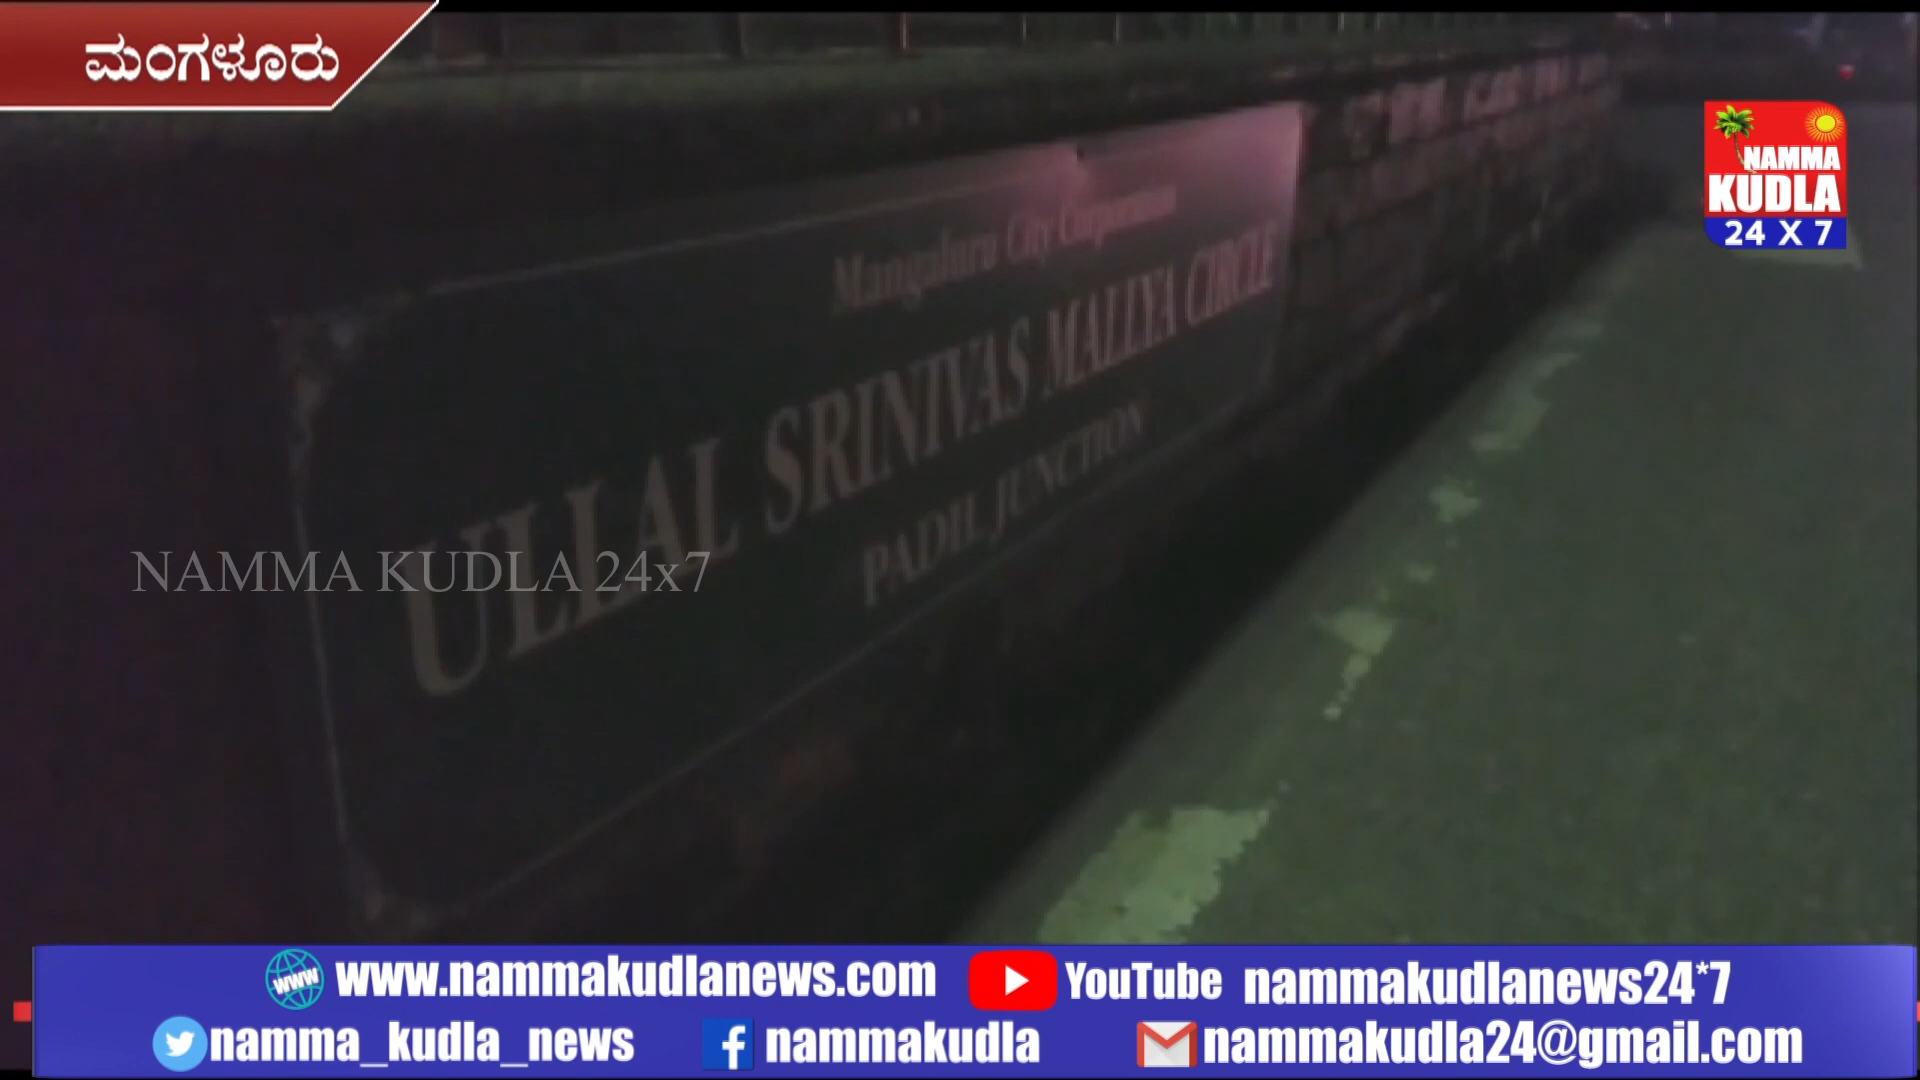 ಮಂಗಳೂರು
NAMMA
KUDLA
24 X 7
Mangaluru City Corporation
ULLAL SRINIVAS MALLYA CIRCLE
PADIL JUNCTION
NAMMA KUDLA 24x7
www www.nammakudlanews.com YouTube nammakudlanews24*7
namma_kudla_news nammakudla nammakudla24@gmail.com